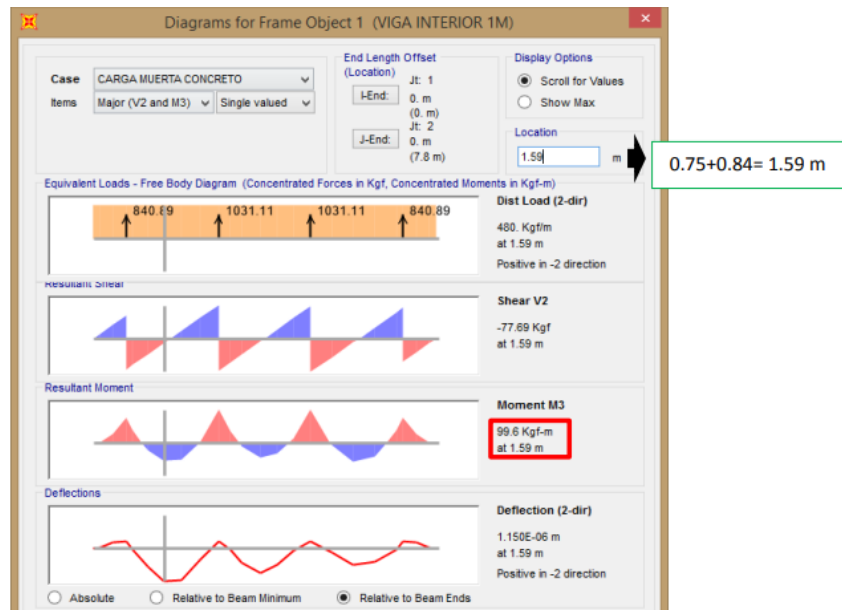 Diagrams for Frame Object 1 (VIGA INTERIOR 1M)
Case CARGA MUERTA CONCRETO
Items Major (V2 and M3) Single valued
End Length Offset
(Location)
Jt: 1
I-End: 0. m
(0. m)
Jt: 2
J-End: 0. m
(7.8 m)
Display Options
Scroll for Values
Show Max
Location
1.59 m
0.75+0.84= 1.59 m
Equivalent Loads - Free Body Diagram (Concentrated Forces in Kgf, Concentrated Moments in Kgf-m)
840.89 1031.11 1031.11 840.89
Dist Load (2-dir)
480. Kgf/m
at 1.59 m
Positive in -2 direction
Resultant Shear
Shear V2
-77.69 Kgf
at 1.59 m
Resultant Moment
Moment M3
99.6 Kgf-m
at 1.59 m
Deflections
Deflection (2-dir)
1.150E-06 m
at 1.59 m
Positive in -2 direction
Absolute Relative to Beam Minimum Relative to Beam Ends